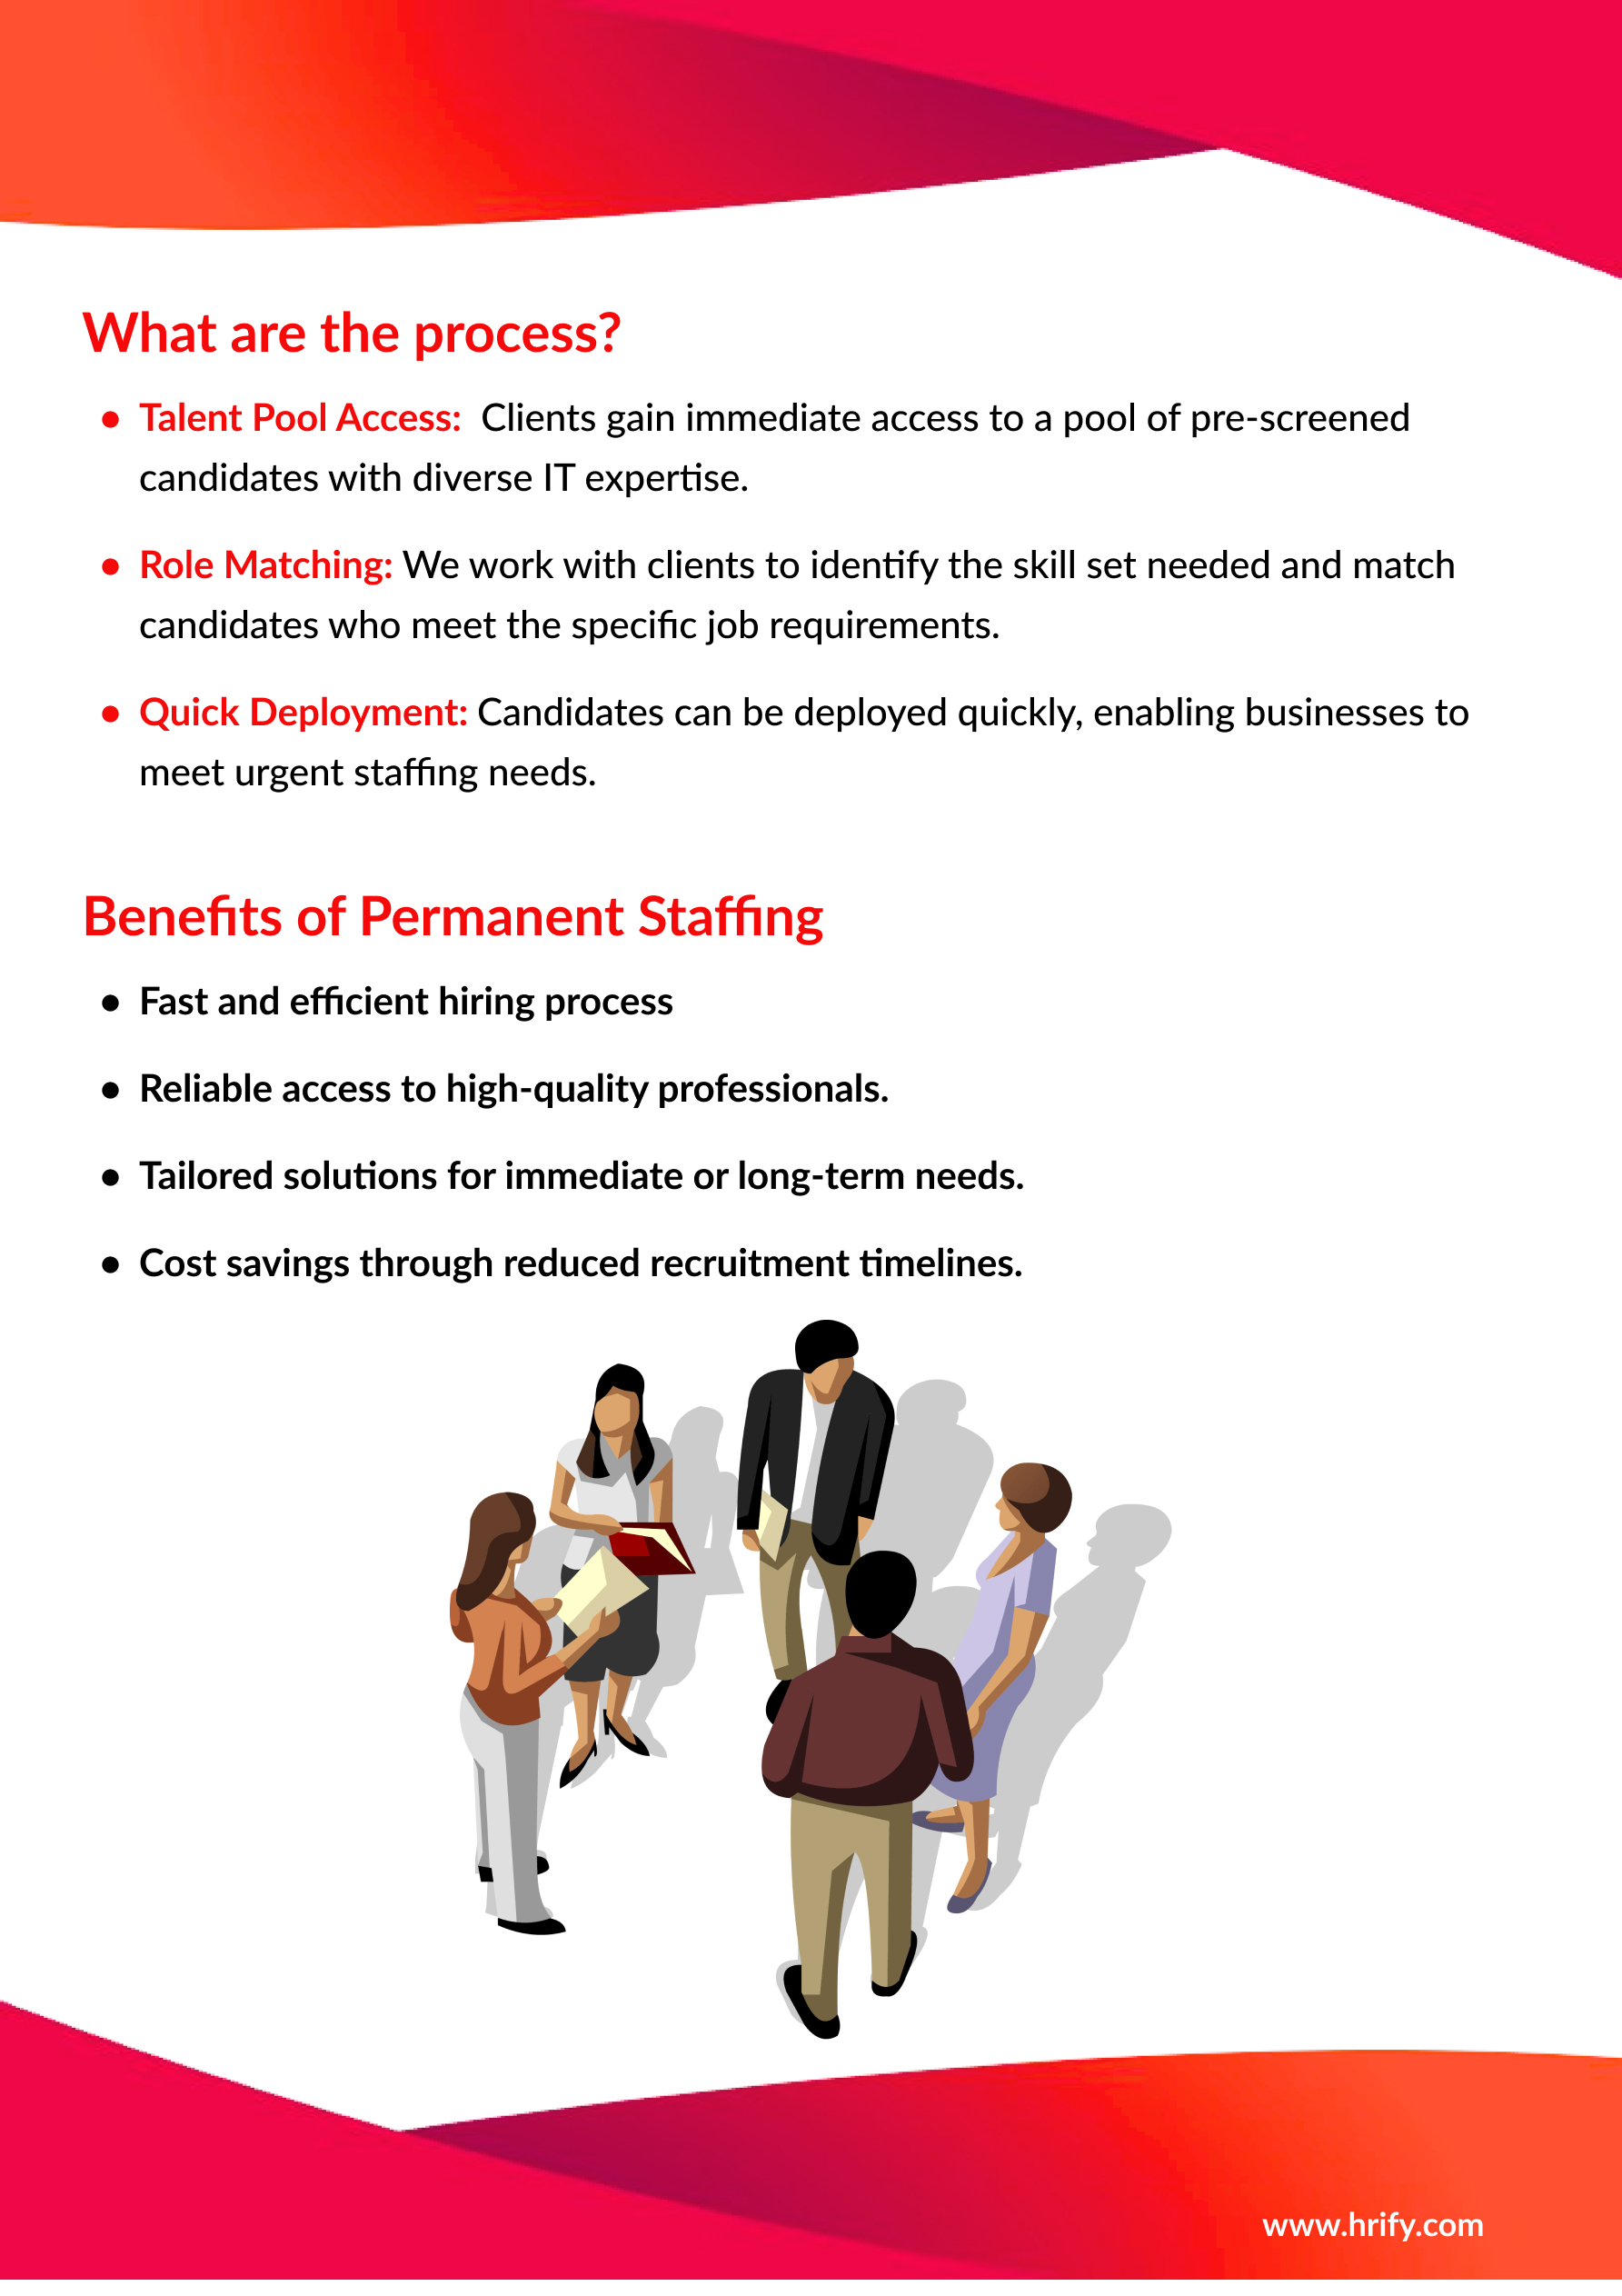 What are the process?
● Talent Pool Access:  Clients gain immediate access to a pool of pre-screened
candidates with diverse IT expertise.
● Role Matching: We work with clients to identify the skill set needed and match
candidates who meet the specific job requirements.
● Quick Deployment: Candidates can be deployed quickly, enabling businesses to
meet urgent staffing needs.
Benefits of Permanent Staffing
● Fast and efficient hiring process
● Reliable access to high-quality professionals.
● Tailored solutions for immediate or long-term needs.
● Cost savings through reduced recruitment timelines.
www.hrify.com